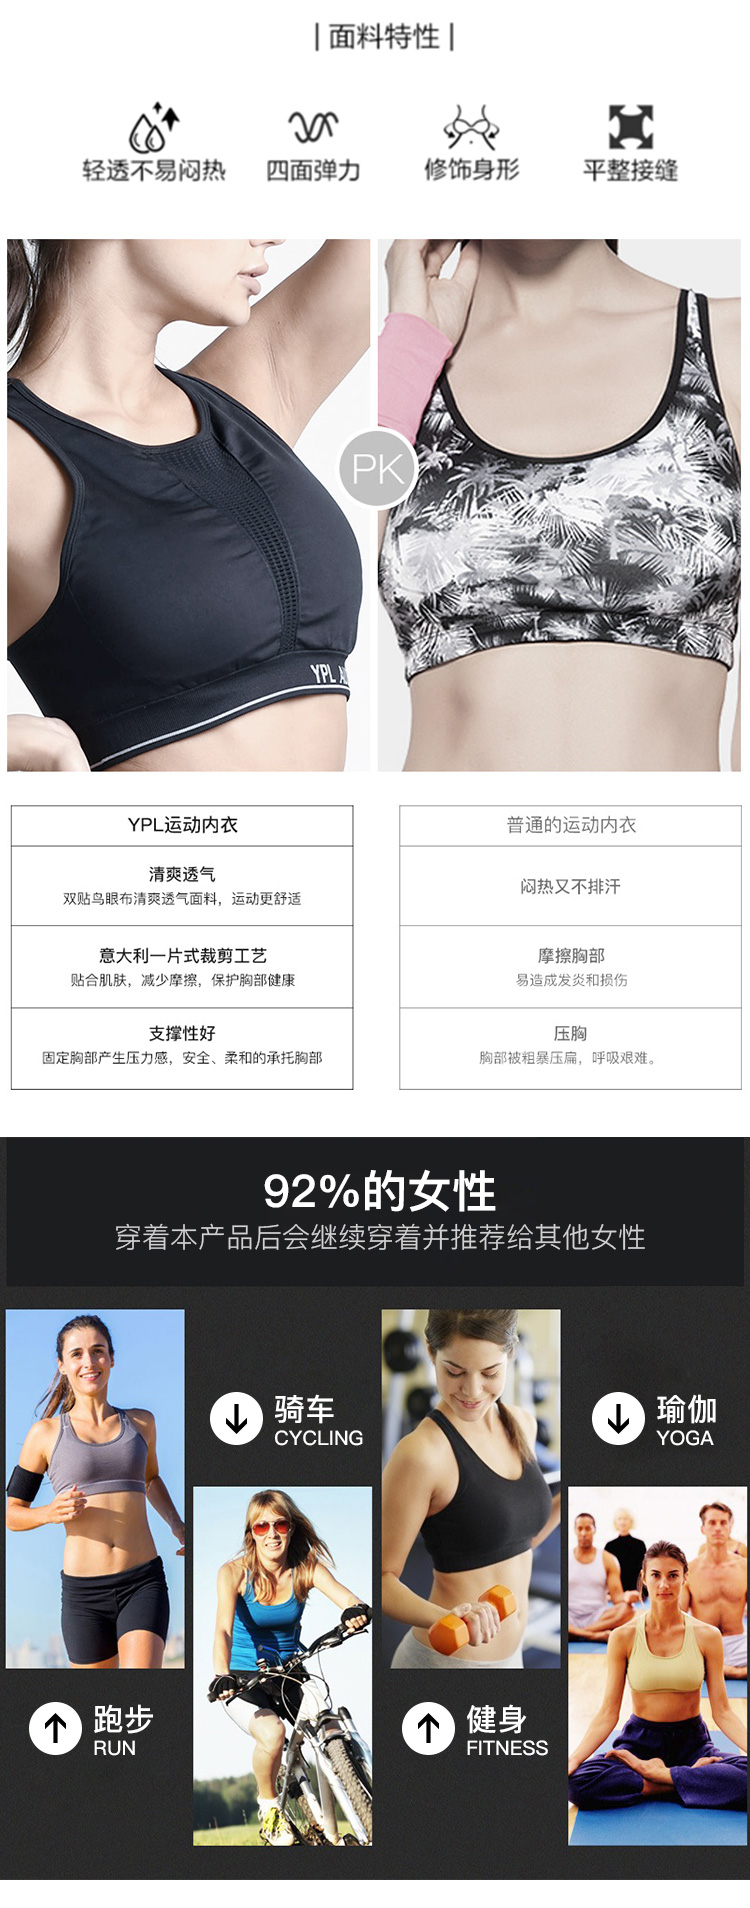 | 面料特性 |
轻透不易闷热
四面弹力
修饰身形
平整接缝
PK
YPL
YPL运动内衣
清爽透气
双贴鸟眼布清爽透气面料，运动更舒适
意大利一片式裁剪工艺
贴合肌肤，减少摩擦，保护胸部健康
支撑性好
固定胸部产生压力感，安全、柔和的承托胸部
普通的运动内衣
闷热又不排汗
摩擦胸部
易造成发炎和损伤
压胸
胸部被粗暴压扁，呼吸艰难。
92%的女性
穿着本产品后会继续穿着并推荐给其他女性
骑车
CYCLING
瑜伽
YOGA
跑步
RUN
健身
FITNESS